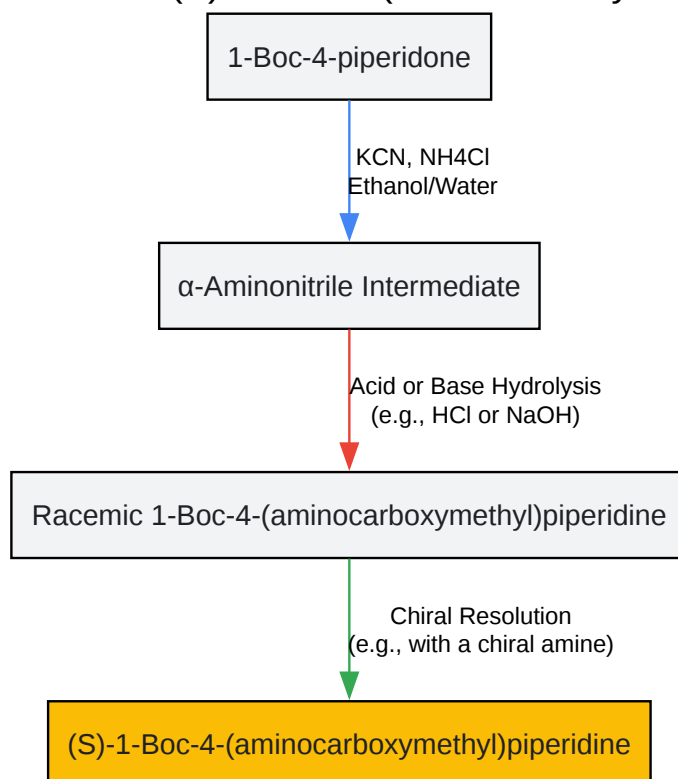 1-Boc-4-piperidone
KCN, NH4Cl
Ethanol/Water
α-Aminonitrile Intermediate
Acid or Base Hydrolysis
(e.g., HCl or NaOH)
Racemic 1-Boc-4-(aminocarboxymethyl)piperidine
Chiral Resolution
(e.g., with a chiral amine)
(S)-1-Boc-4-(aminocarboxymethyl)piperidine